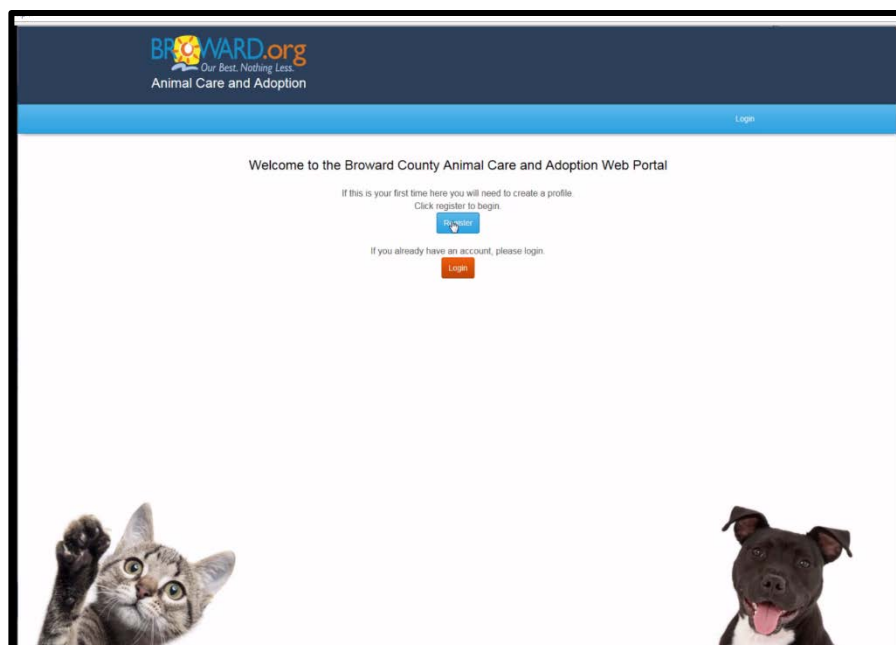 BROWARD.org
Our Best. Nothing Less.
Animal Care and Adoption
Login
Welcome to the Broward County Animal Care and Adoption Web Portal
If this is your first time here you will need to create a profile.
Click register to begin.
Register
If you already have an account, please login.
Login